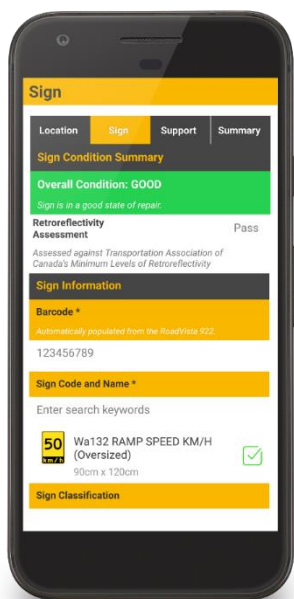 Sign
Location Sign Support Summary
Sign Condition Summary
Overall Condition: GOOD
Sign is in a good state of repair.
Retroreflectivity
Assessment
Pass
Assessed against Transportation Association of
Canada's Minimum Levels of Retroreflectivity
Sign Information
Barcode *
Automatically populated from the RoadVista 922.
123456789
Sign Code and Name *
Enter search keywords
50
km/h
Wa132 RAMP SPEED KM/H
(Oversized)
90cm x 120cm
Sign Classification